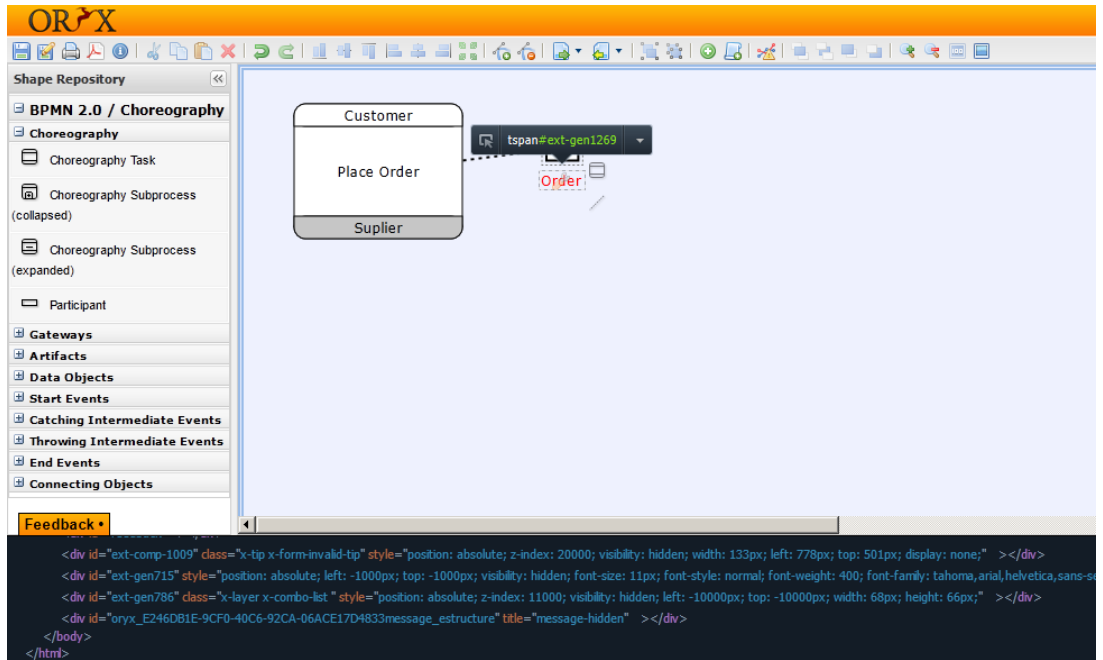 ORYX
Shape Repository
BPMN 2.0 / Choreography
Choreography
Choreography Task
Choreography Subprocess
(collapsed)
Choreography Subprocess
(expanded)
Participant
Gateways
Artifacts
Data Objects
Start Events
Catching Intermediate Events
Throwing Intermediate Events
End Events
Connecting Objects
Feedback •
Customer
Place Order
Suplier
tspan#ext-gen1269
Order
<div id="ext-comp-1009" class="x-tip x-form-invalid-tip" style="position: absolute; z-index: 20000; visibility: hidden; width: 133px; left: 778px; top: 501px; display: none;" ></div>
<div id="ext-gen715" style="position: absolute; left: -1000px; top: -1000px; visibility: hidden; font-size: 11px; font-style: normal; font-weight: 400; font-family: tahoma,arial,helvetica,sans-se
<div id="ext-gen786" class="x-layer x-combo-list " style="position: absolute; z-index: 11000; visibility: hidden; left: -10000px; top: -10000px; width: 68px; height: 66px;" ></div>
<div id="oryx_E246DB1E-9CF0-40C6-92CA-06ACE17D4833message_estructure" title="message-hidden" ></div>
</body>
</html>